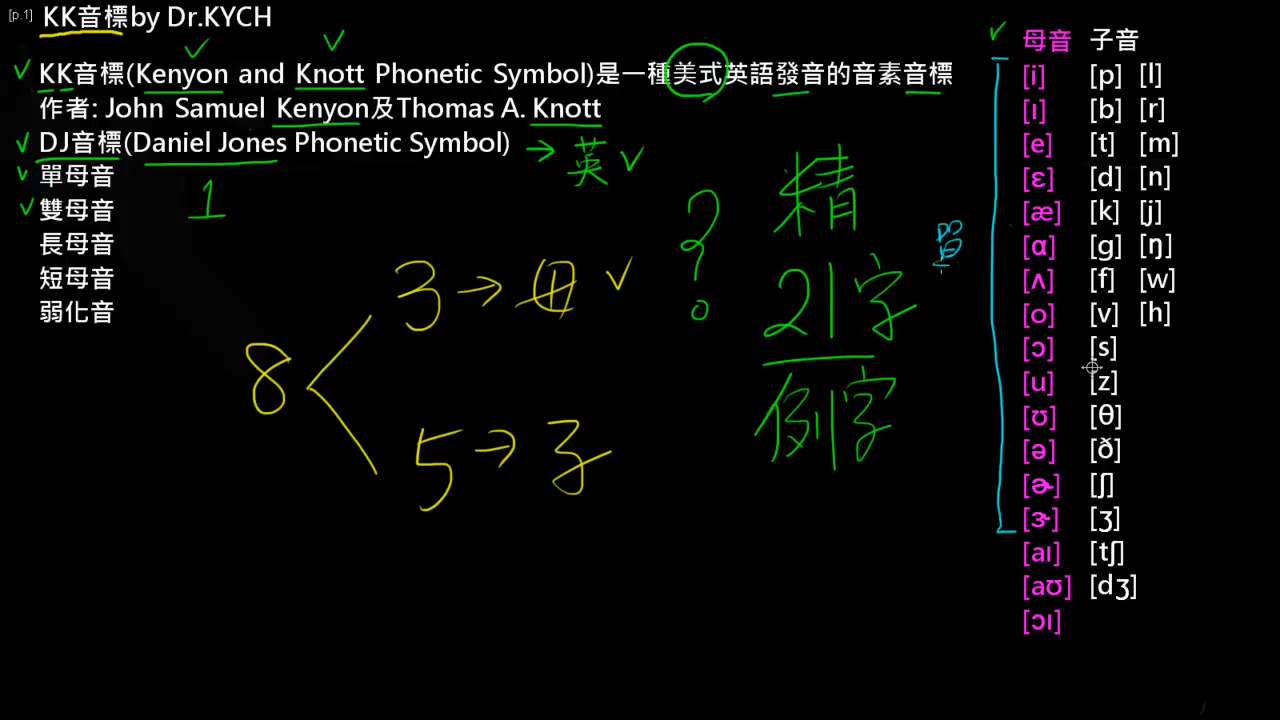 [p.1] KK音標by Dr.KYCH
KK音標(Kenyon and Knott Phonetic Symbol)是一種美式英語發音的音素音標
作者: John Samuel Kenyon及Thomas A. Knott
DJ音標(Daniel Jones Phonetic Symbol) → 英
單母音
雙母音
長母音
短母音
弱化音
1
8
3 → 母
5 → 子
?
精
21字
例字
單
母音 子音
[i] [p] [l]
[ɪ] [b] [r]
[e] [t] [m]
[ɛ] [d] [n]
[æ] [k] [j]
[ɑ] [g] [ŋ]
[ʌ] [f] [w]
[o] [v] [h]
[ɔ] [s]
[u] [z]
[ʊ] [θ]
[ə] [ð]
[ɚ] [ʃ]
[ɝ] [ʒ]
[aɪ] [tʃ]
[aʊ] [dʒ]
[ɔɪ]